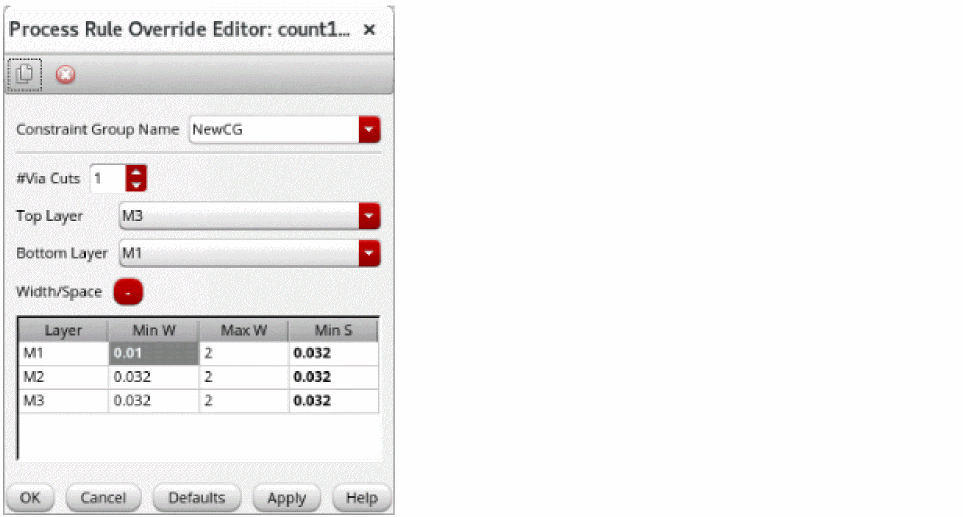 Process Rule Override Editor: count1... ×
Constraint Group Name NewCG
#Via Cuts 1
Top Layer M3
Bottom Layer M1
Width/Space -
Layer Min W Max W Min S
M1 0.01 2 0.032
M2 0.032 2 0.032
M3 0.032 2 0.032
OK Cancel Defaults Apply Help